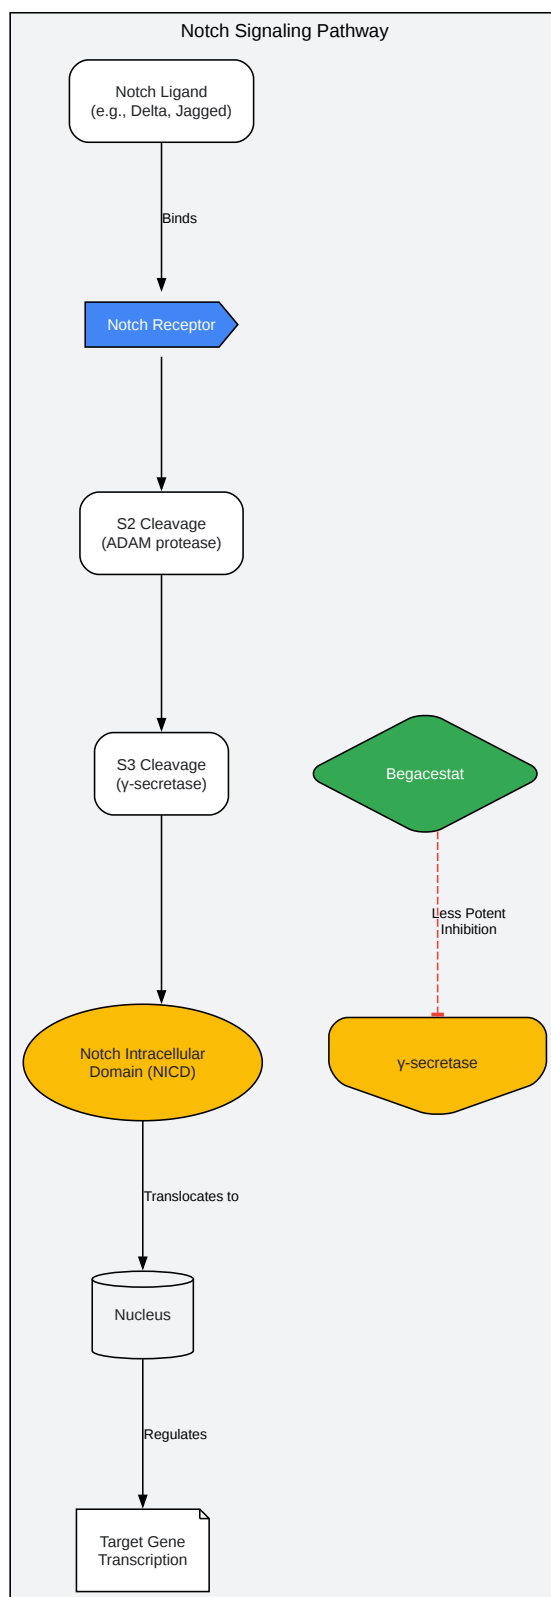 Notch Signaling Pathway
Notch Ligand
(e.g., Delta, Jagged)
Binds
Notch Receptor
S2 Cleavage
(ADAM protease)
S3 Cleavage
(γ-secretase)
Begacestat
Less Potent
Inhibition
Notch Intracellular
Domain (NICD)
γ-secretase
Translocates to
Nucleus
Regulates
Target Gene
Transcription